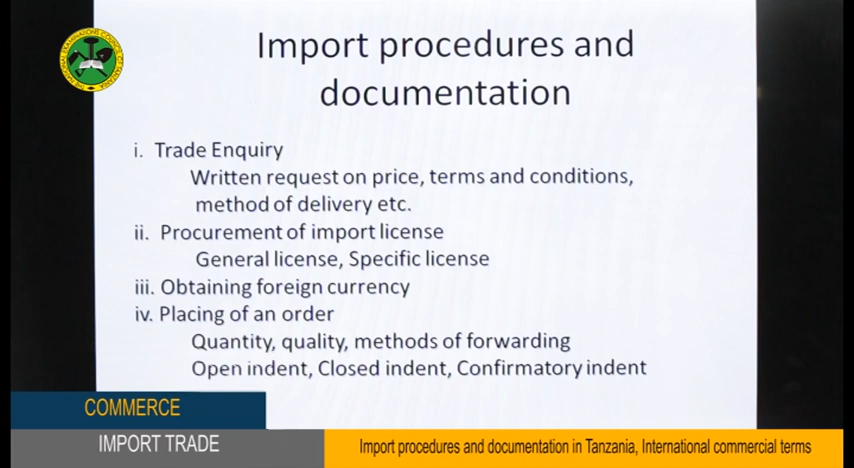 Import procedures and
documentation
i. Trade Enquiry
Written request on price, terms and conditions,
method of delivery etc.
ii. Procurement of import license
General license, Specific license
iii. Obtaining foreign currency
iv. Placing of an order
Quantity, quality, methods of forwarding
Open indent, Closed indent, Confirmatory indent
COMMERCE
IMPORT TRADE
Import procedures and documentation in Tanzania, International commercial terms